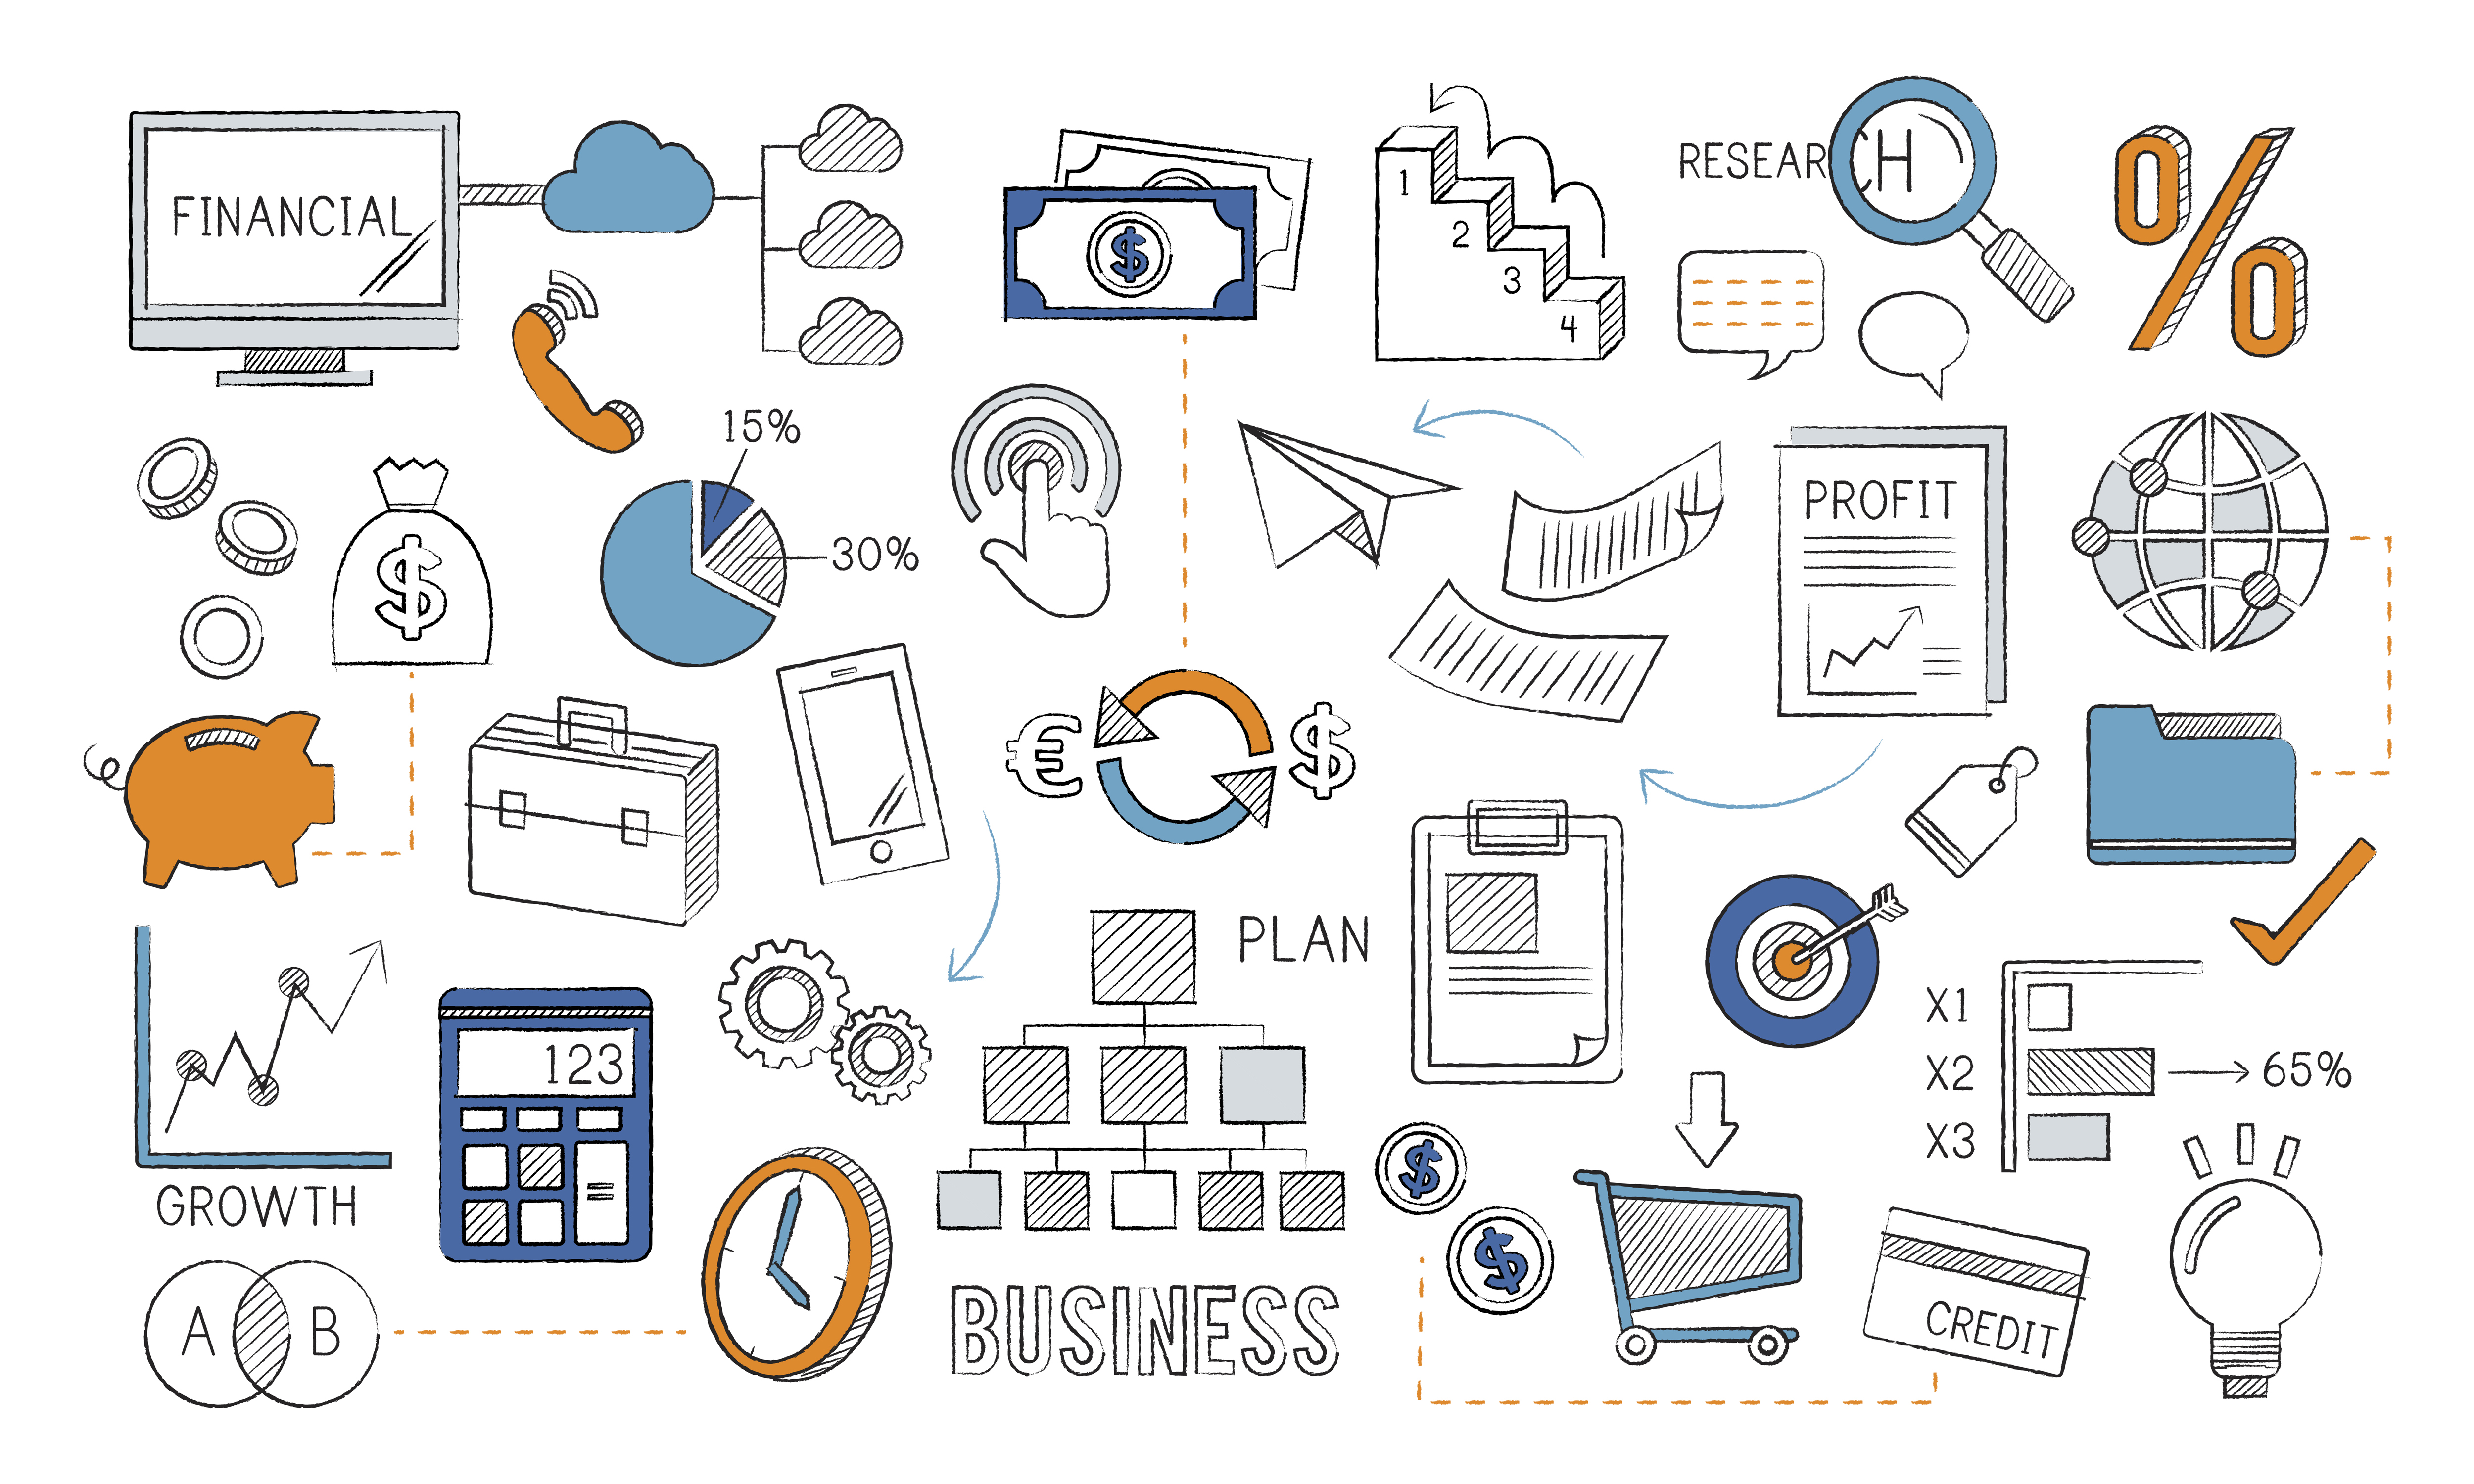 FINANCIAL
$
1
2
3
4
RESEARCH
%
15%
30%
$
PROFIT
€
$
PLAN
123
GROWTH
X1
X2
65%
X3
$
$
A
B
BUSINESS
CREDIT